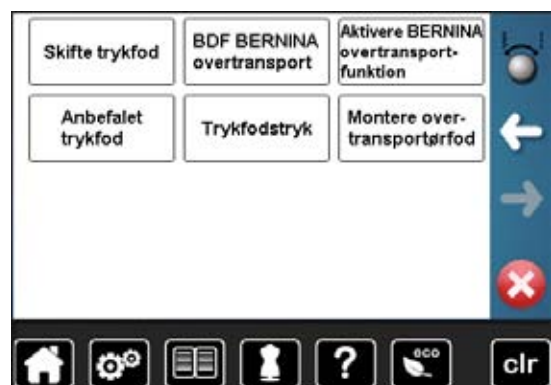 Skifte trykfod
BDF BERNINA
overtransport
Aktivere BERNINA
overtransport-
funktion
Anbefalet
trykfod
Trykfodstryk
Montere over-
transportørfod
?
eco
clr